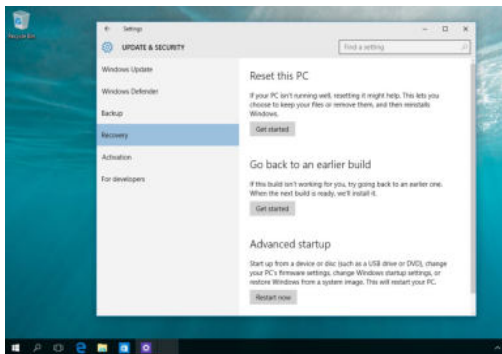 Recycle Bin
Settings
UPDATE & SECURITY
Find a setting
Windows Update
Windows Defender
Backup
Recovery
Activation
For developers
Reset this PC
If your PC isn't running well, resetting it might help. This lets you
choose to keep your files or remove them, and then reinstalls
Windows.
Get started
Go back to an earlier build
If this build isn't working for you, try going back to an earlier one.
When the next build is ready, we'll install it.
Get started
Advanced startup
Start up from a device or disc (such as a USB drive or DVD), change
your PC's firmware settings, change Windows startup settings, or
restore Windows from a system image. This will restart your PC.
Restart now